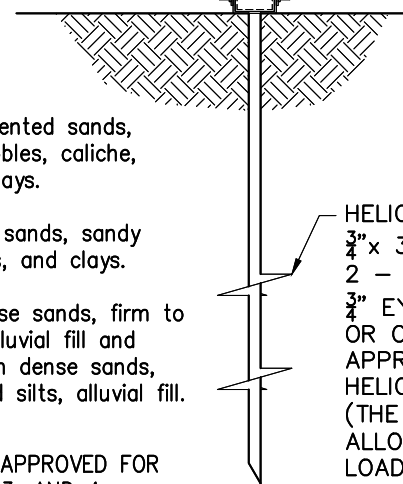 ented sands,
bles, caliche,
ays.
sands, sandy
s, and clays.
se sands, firm to
lluvial fill and
n dense sands,
d silts, alluvial fill.
APPROVED FOR
HELIC
3/4" x 3
2 –
3/4" EY
OR C
APPR
HELIC
(THE
ALLO
LOAD